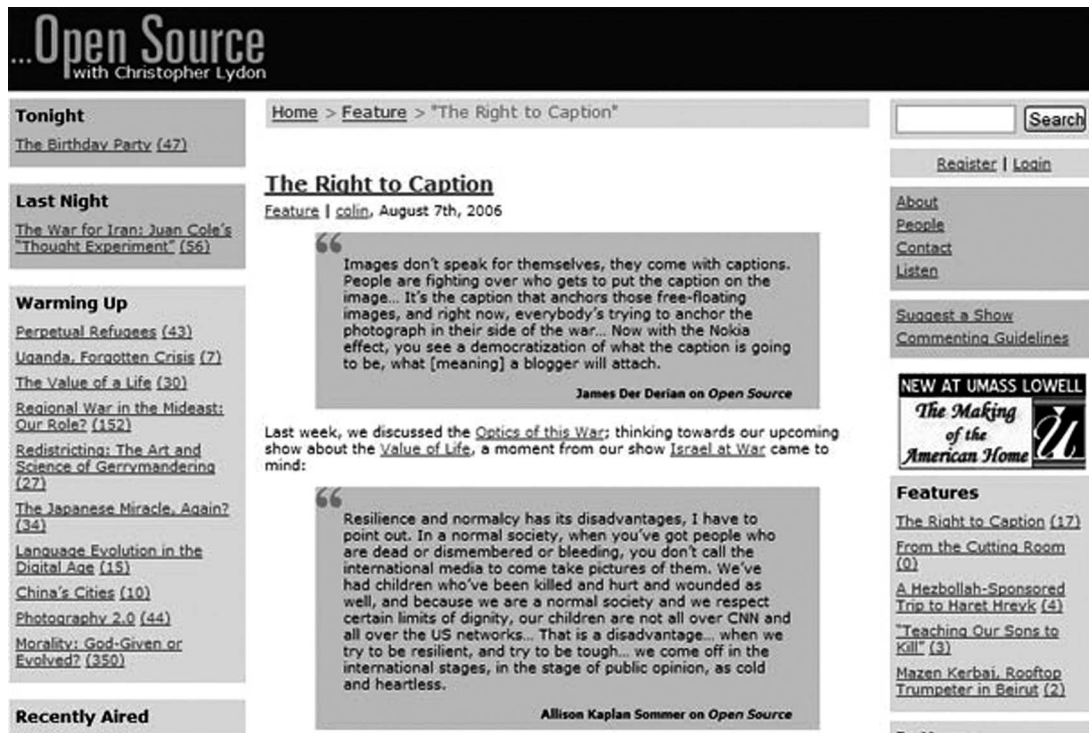 ...Open Source
with Christopher Lydon
Tonight
The Birthday Party (47)
Last Night
The War for Iran: Juan Cole's
"Thought Experiment" (56)
Warming Up
Perpetual Refugees (43)
Uganda, Forgotten Crisis (7)
The Value of a Life (30)
Regional War in the Mideast:
Our Role? (152)
Redistricting: The Art and
Science of Gerrymandering
(27)
The Japanese Miracle, Again?
(34)
Language Evolution in the
Digital Age (15)
China's Cities (10)
Photography 2.0 (44)
Morality: God-Given or
Evolved? (350)
Recently Aired
Home > Feature > "The Right to Caption"
The Right to Caption
Feature | colin, August 7th, 2006
“
Images don't speak for themselves, they come with captions.
People are fighting over who gets to put the caption on the
image... It's the caption that anchors those free-floating
images, and right now, everybody's trying to anchor the
photograph in their side of the war... Now with the Nokia
effect, you see a democratization of what the caption is going
to be, what [meaning] a blogger will attach.
James Der Derian on Open Source
Last week, we discussed the Optics of this War; thinking towards our upcoming
show about the Value of Life, a moment from our show Israel at War came to
mind:
“
Resilience and normalcy has its disadvantages, I have to
point out. In a normal society, when you've got people who
are dead or dismembered or bleeding, you don't call the
international media to come take pictures of them. We've
had children who've been killed and hurt and wounded as
well, and because we are a normal society and we respect
certain limits of dignity, our children are not all over CNN and
all over the US networks... That is a disadvantage... when we
try to be resilient, and try to be tough... we come off in the
international stages, in the stage of public opinion, as cold
and heartless.
Allison Kaplan Sommer on Open Source
Search
Register | Login
About
People
Contact
Listen
Suggest a Show
Commenting Guidelines
NEW AT UMASS LOWELL
The Making
of the
American Home
U
Features
The Right to Caption (17)
From the Cutting Room
(0)
A Hezbollah-Sponsored
Trip to Haret Hreyk (4)
"Teaching Our Sons to
Kill" (3)
Mazen Kerbaj, Rooftop
Trumpeter in Beirut (2)